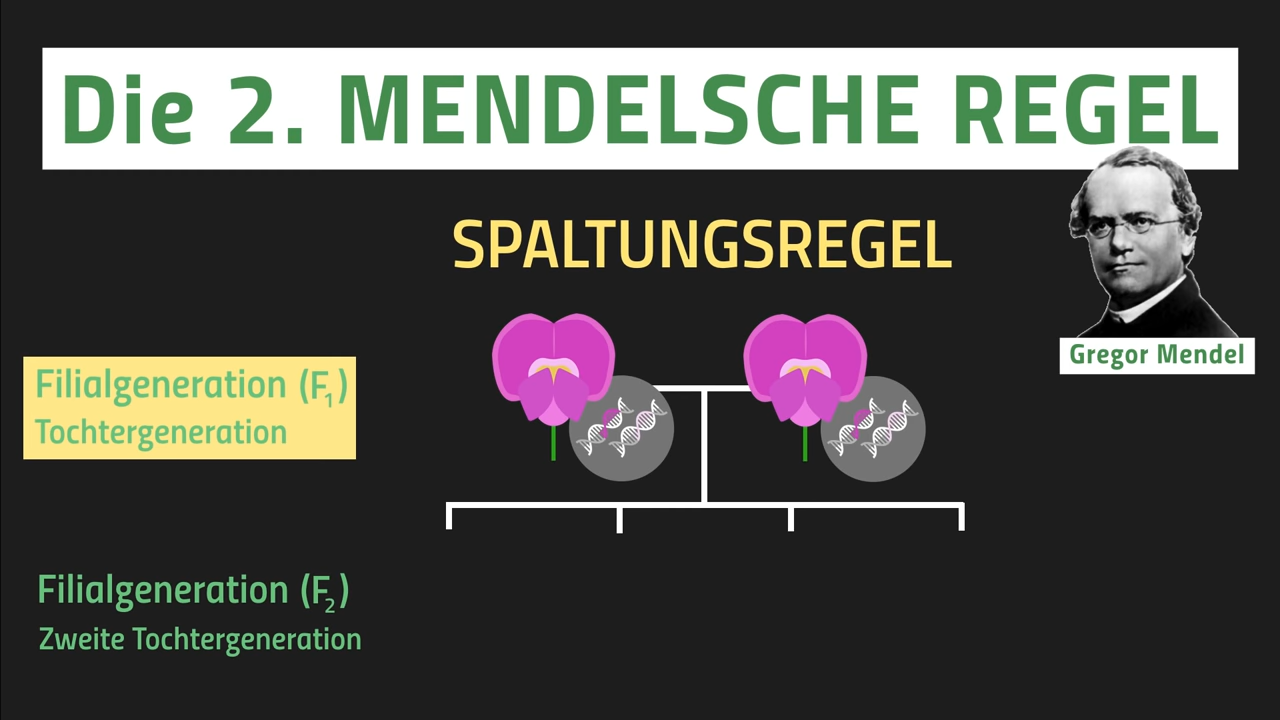 Die 2. MENDELSCHE REGEL
SPALTUNGSREGEL
Gregor Mendel
Filialgeneration (F₁)
Tochtergeneration
Filialgeneration (F₂)
Zweite Tochtergeneration